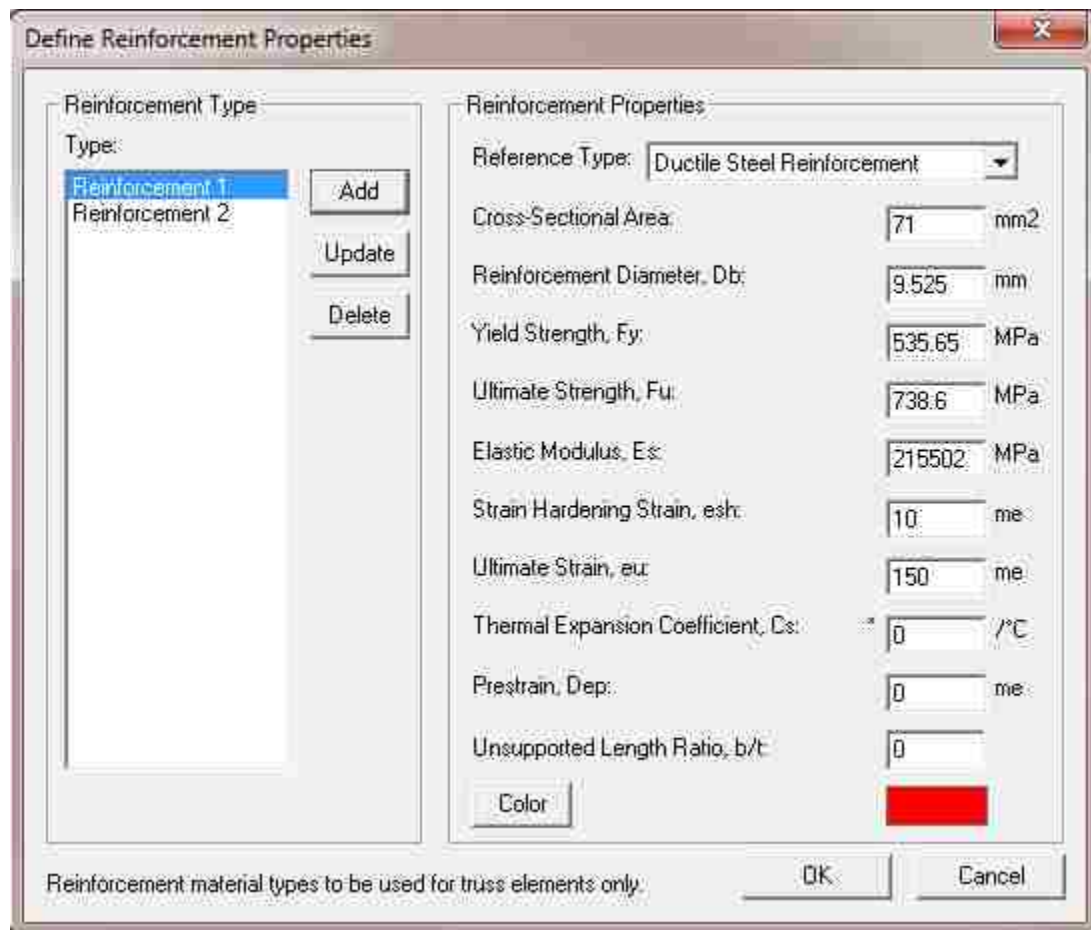 Define Reinforcement Properties
Reinforcement Type
Type:
Reinforcement 1
Reinforcement 2
Add
Update
Delete
Reinforcement Properties
Reference Type: Ductile Steel Reinforcement
Cross-Sectional Area: 71 mm2
Reinforcement Diameter, Db: 9.525 mm
Yield Strength, Fy: 535.65 MPa
Ultimate Strength, Fu: 738.6 MPa
Elastic Modulus, Es: 215502 MPa
Strain Hardening Strain, esh: 10 me
Ultimate Strain, eu: 150 me
Thermal Expansion Coefficient, Cs: * 0 /°C
Prestrain, Dep: 0 me
Unsupported Length Ratio, b/t: 0
Color
Reinforcement material types to be used for truss elements only.
OK Cancel